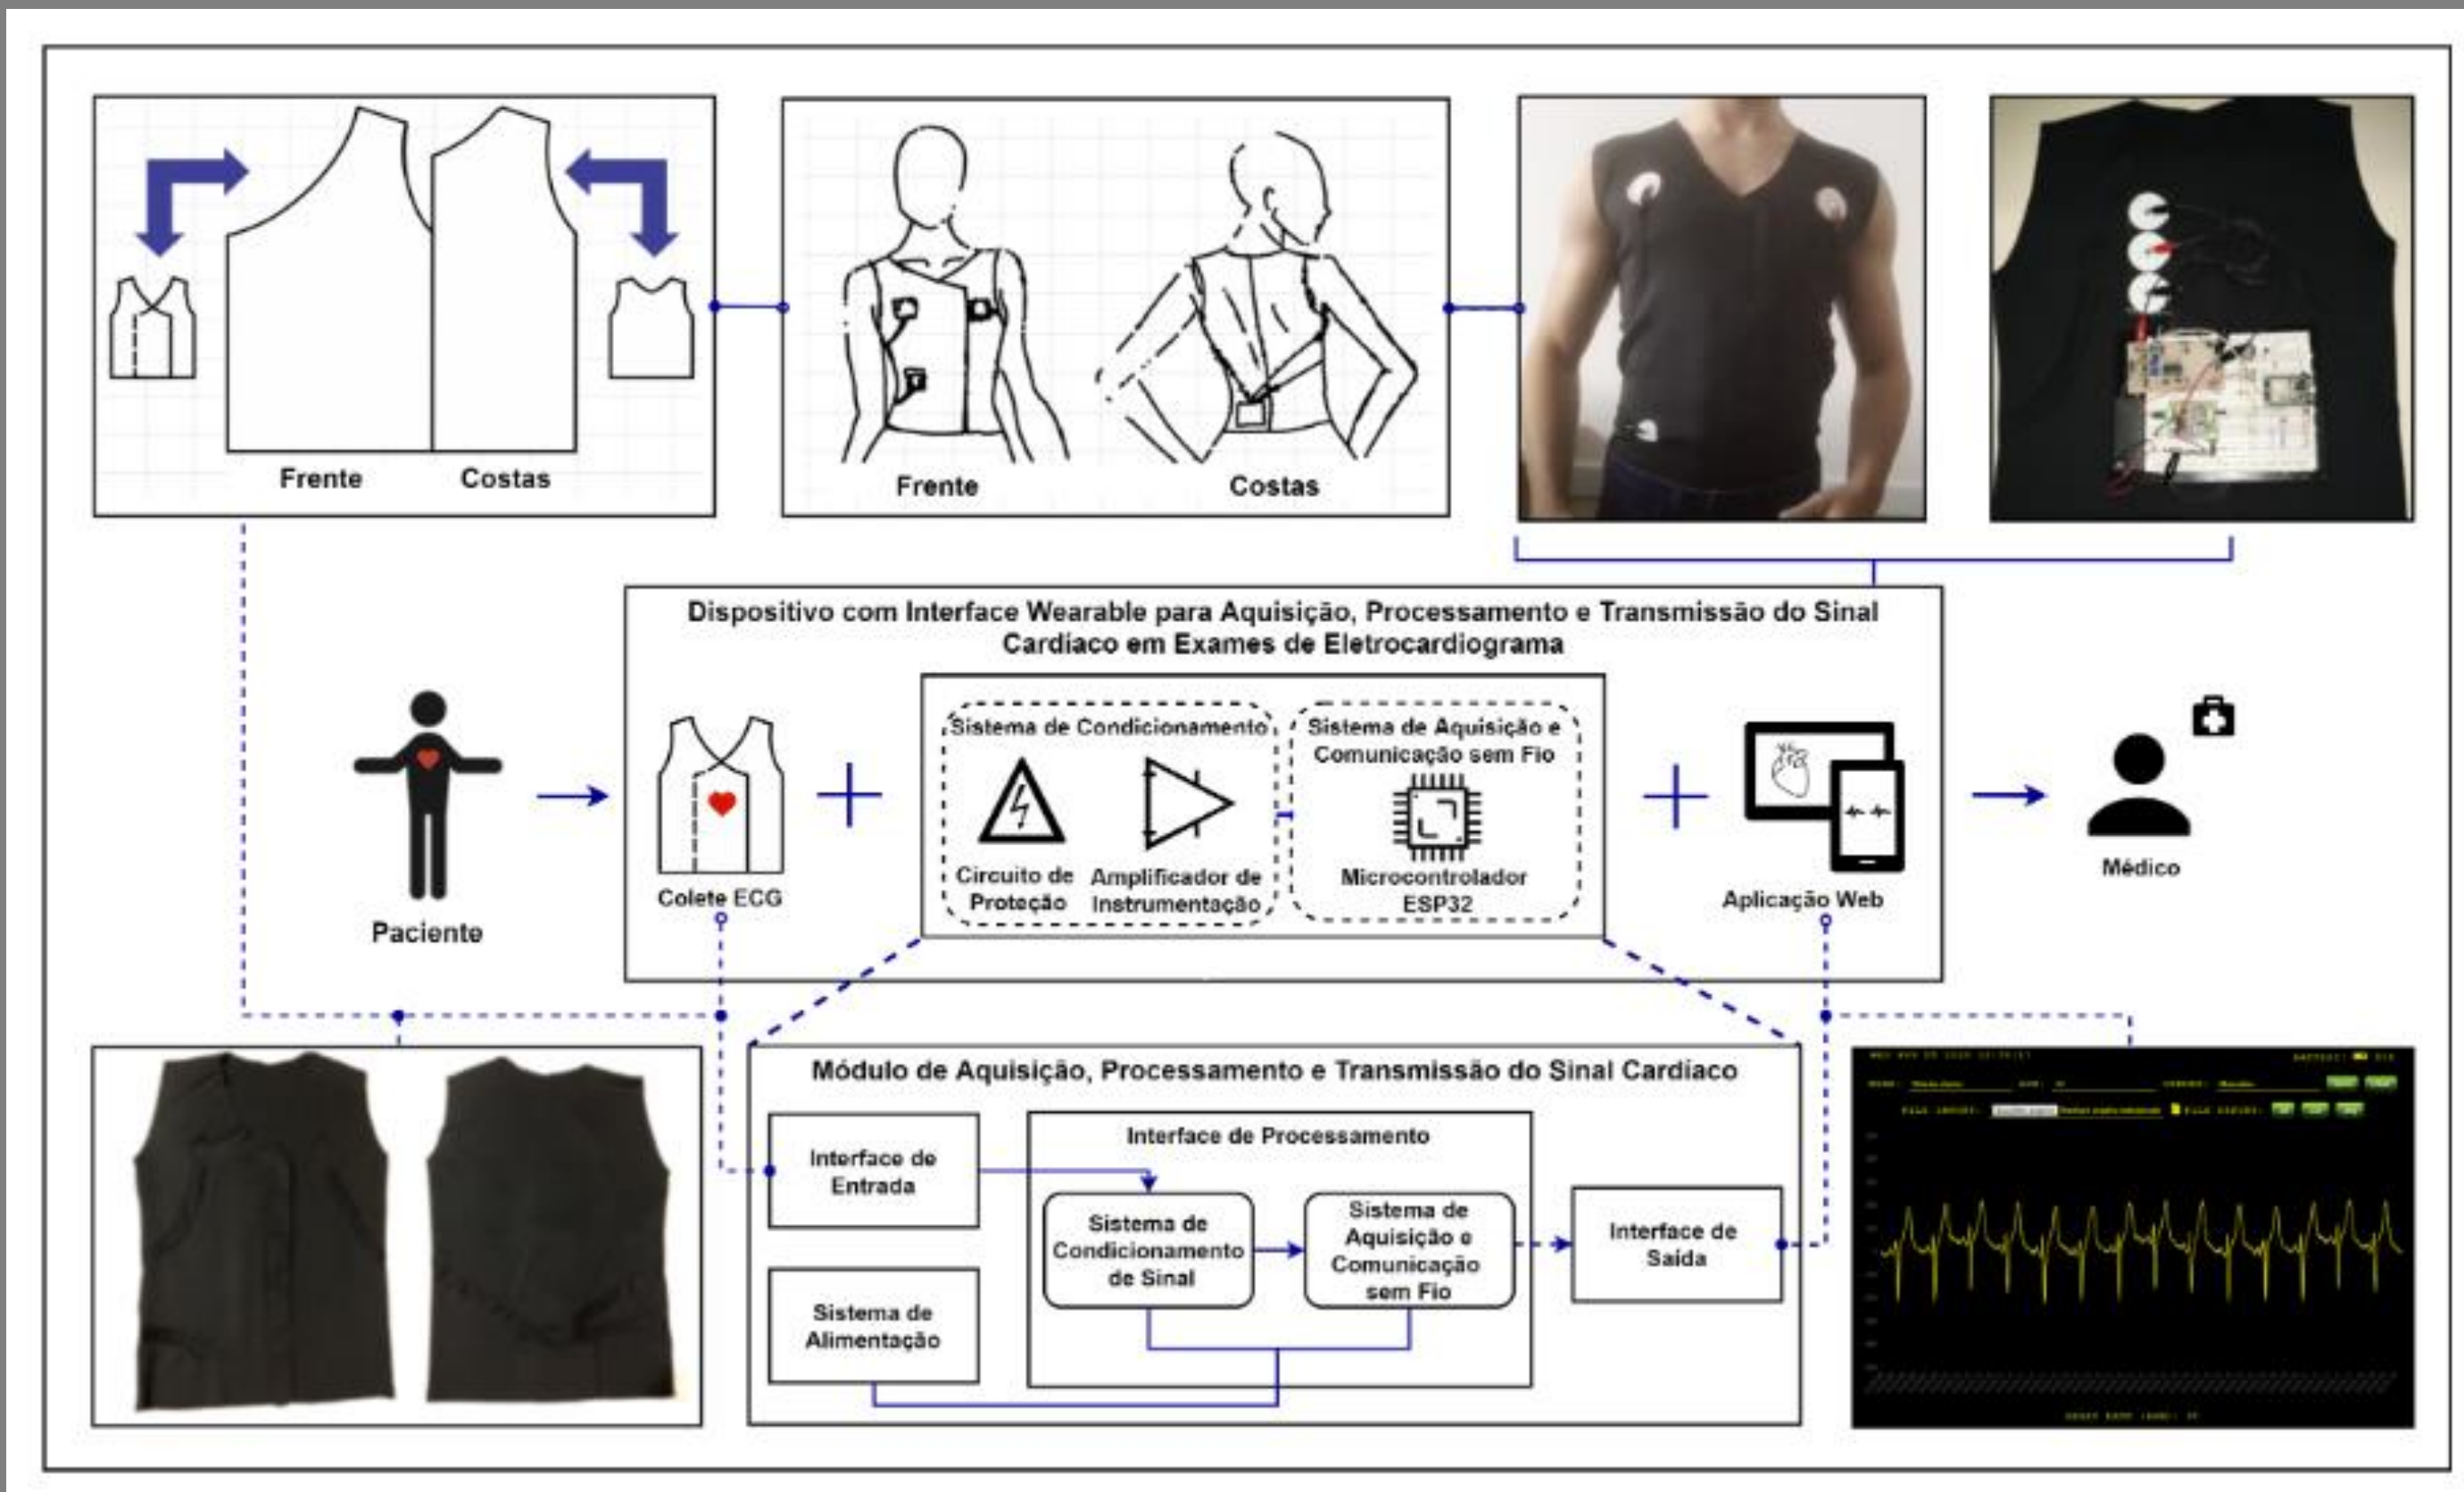 Frente
Costas
Frente
Costas
Dispositivo com Interface Wearable para Aquisição, Processamento e Transmissão do Sinal
Cardíaco em Exames de Eletrocardiograma
Paciente
Colete ECG
Sistema de Condicionamento
Circuito de
Proteção
Amplificador de
Instrumentação
Sistema de Aquisição e
Comunicação sem Fio
Microcontrolador
ESP32
Aplicação Web
Médico
Módulo de Aquisição, Processamento e Transmissão do Sinal Cardíaco
Interface de
Entrada
Sistema de
Alimentação
Interface de Processamento
Sistema de
Condicionamento
de Sinal
Sistema de
Aquisição e
Comunicação
sem Fio
Interface de
Saída